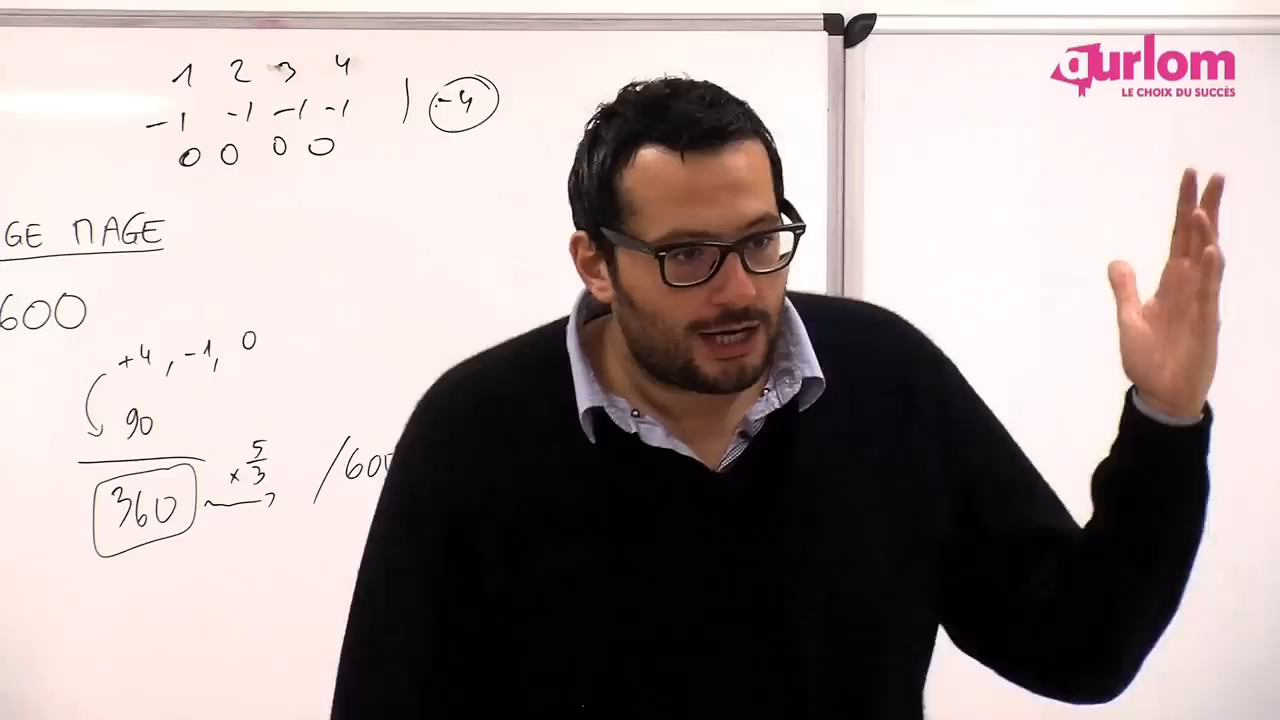 1 2 3 4
-1 -1 -1 -1 | -4
0 0 0 0
GE MAGE
600
+4, -1, 0
90
360 × 5/3 /600
aurlom
LE CHOIX DU SUCCÈS